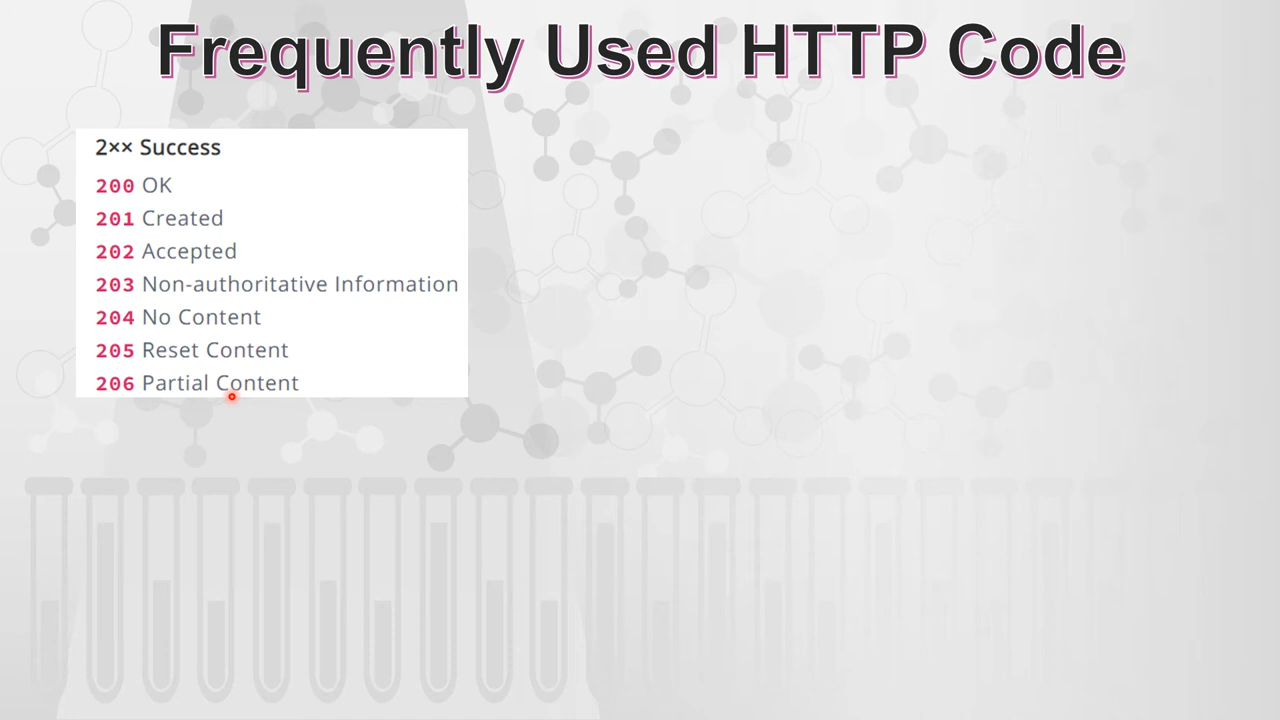 Frequently Used HTTP Code
2×× Success
200 OK
201 Created
202 Accepted
203 Non-authoritative Information
204 No Content
205 Reset Content
206 Partial Content